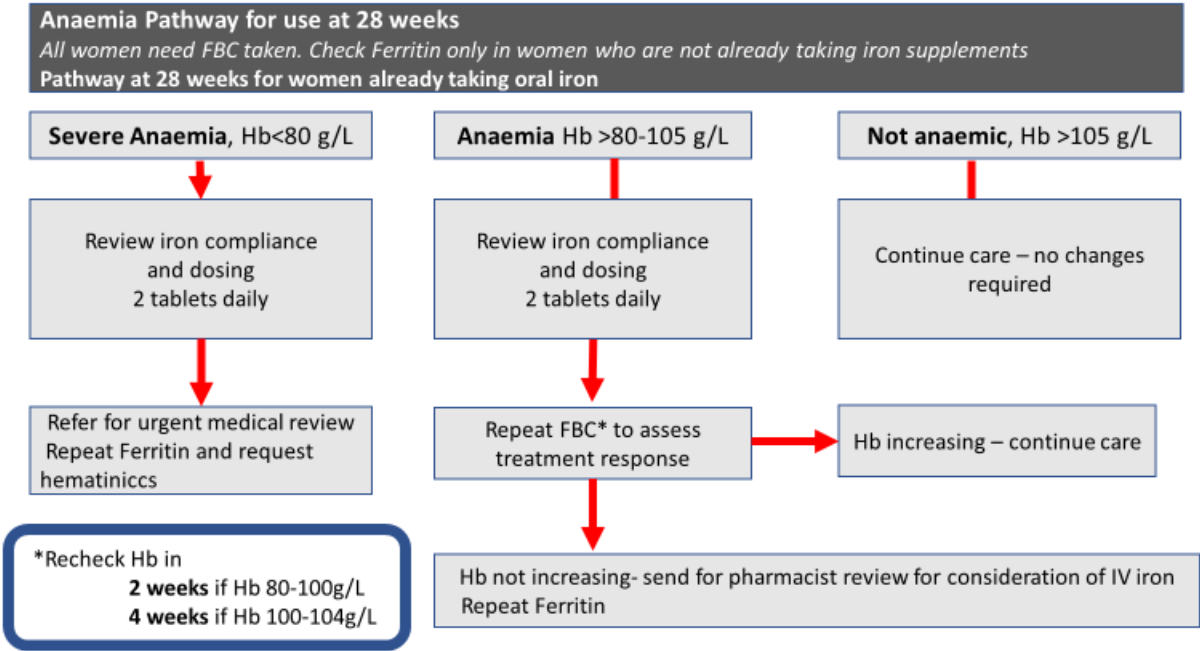 Anaemia Pathway for use at 28 weeks
All women need FBC taken. Check Ferritin only in women who are not already taking iron supplements
Pathway at 28 weeks for women already taking oral iron
Severe Anaemia, Hb<80 g/L
Anaemia Hb >80-105 g/L
Not anaemic, Hb >105 g/L
Review iron compliance
and dosing
2 tablets daily
Review iron compliance
and dosing
2 tablets daily
Continue care – no changes
required
Refer for urgent medical review
Repeat Ferritin and request
hematiniccs
Repeat FBC* to assess
treatment response
Hb increasing – continue care
*Recheck Hb in
2 weeks if Hb 80-100g/L
4 weeks if Hb 100-104g/L
Hb not increasing- send for pharmacist review for consideration of IV iron
Repeat Ferritin